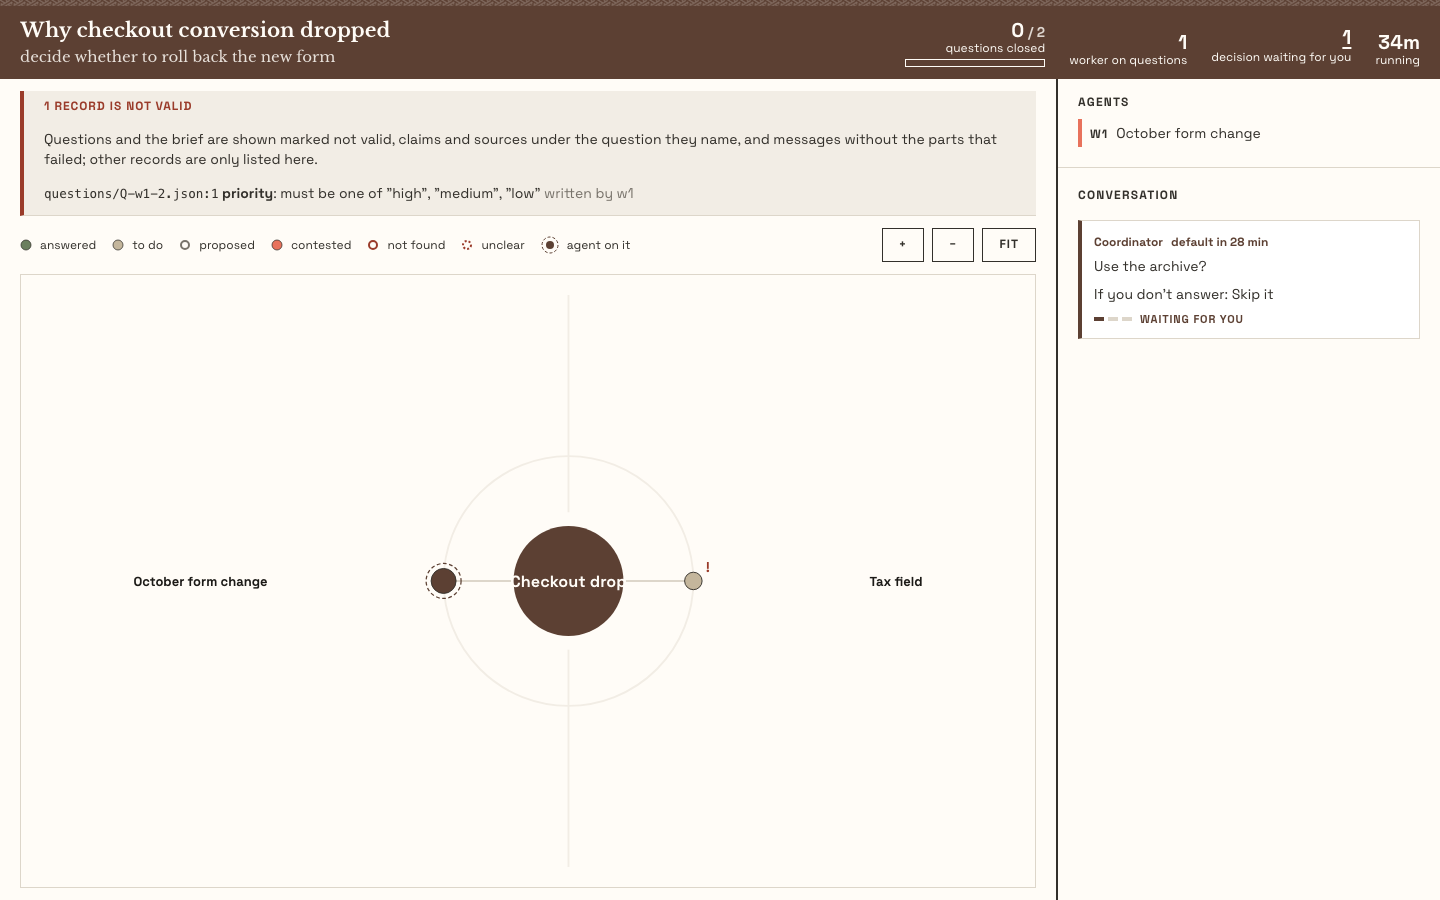 Why checkout conversion dropped
decide whether to roll back the new form
0 / 2
questions closed
1
worker on questions
1
decision waiting for you
34m
running
1 RECORD IS NOT VALID
Questions and the brief are shown marked not valid, claims and sources under the question they name, and messages without the parts that
failed; other records are only listed here.
questions/Q-w1-2.json:1 priority: must be one of "high", "medium", "low" written by w1
answered
to do
proposed
contested
not found
unclear
agent on it
+
−
FIT
October form change
Checkout drop
!
Tax field
AGENTS
W1 October form change
CONVERSATION
Coordinator default in 28 min
Use the archive?
If you don't answer: Skip it
WAITING FOR YOU